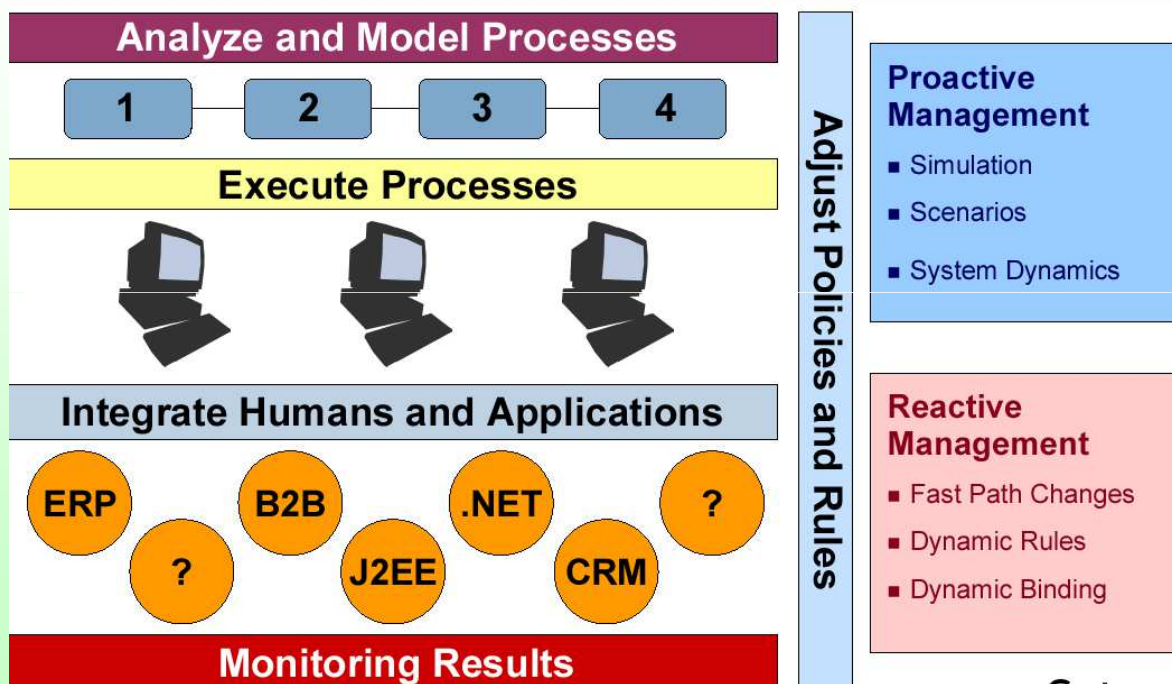 Analyze and Model Processes
1 2 3 4
Execute Processes
Integrate Humans and Applications
ERP B2B .NET ?
? J2EE CRM
Monitoring Results
Adjust Policies and Rules
Proactive
Management
■ Simulation
■ Scenarios
■ System Dynamics
Reactive
Management
■ Fast Path Changes
■ Dynamic Rules
■ Dynamic Binding